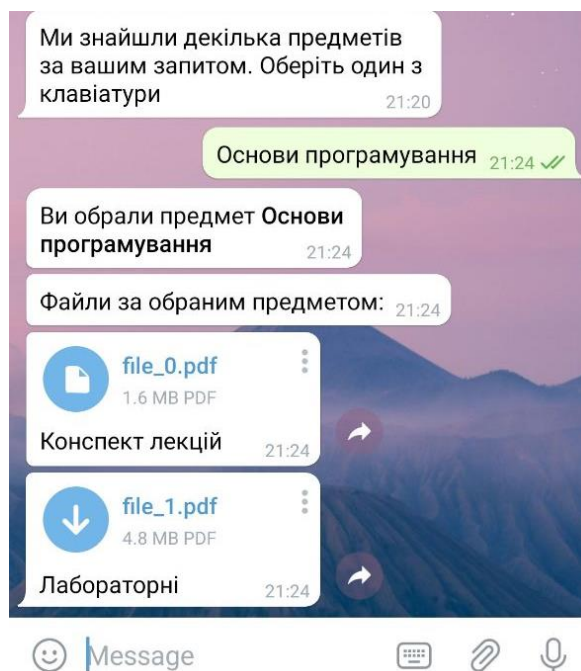 Ми знайшли декілька предметів
за вашим запитом. Оберіть один з
клавіатури
21:20
Основи програмування 21:24
Ви обрали предмет Основи
програмування 21:24
Файли за обраним предметом: 21:24
file_0.pdf
1.6 MB PDF
Конспект лекцій 21:24
file_1.pdf
4.8 MB PDF
Лабораторні 21:24
Message